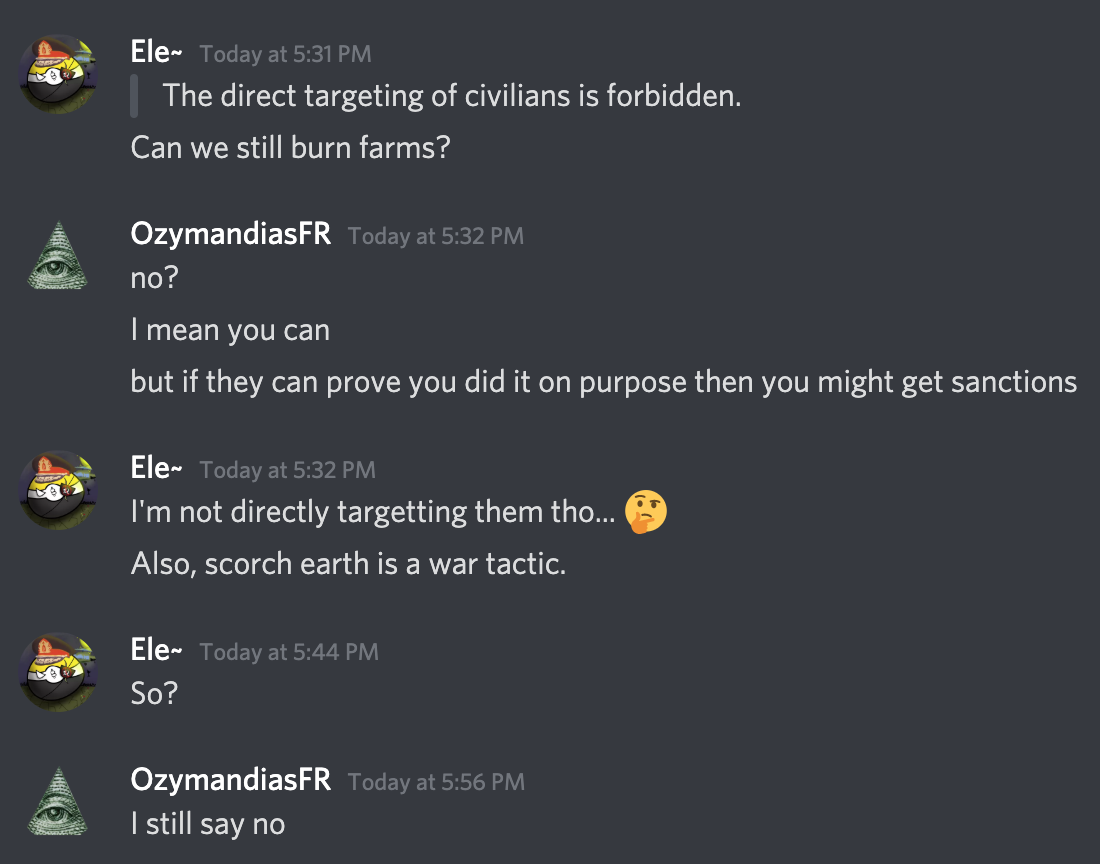 Ele~ Today at 5:31 PM
The direct targeting of civilians is forbidden.
Can we still burn farms?
OzymandiasFR Today at 5:32 PM
no?
I mean you can
but if they can prove you did it on purpose then you might get sanctions
Ele~ Today at 5:32 PM
I'm not directly targetting them tho... 🤔
Also, scorch earth is a war tactic.
Ele~ Today at 5:44 PM
So?
OzymandiasFR Today at 5:56 PM
I still say no